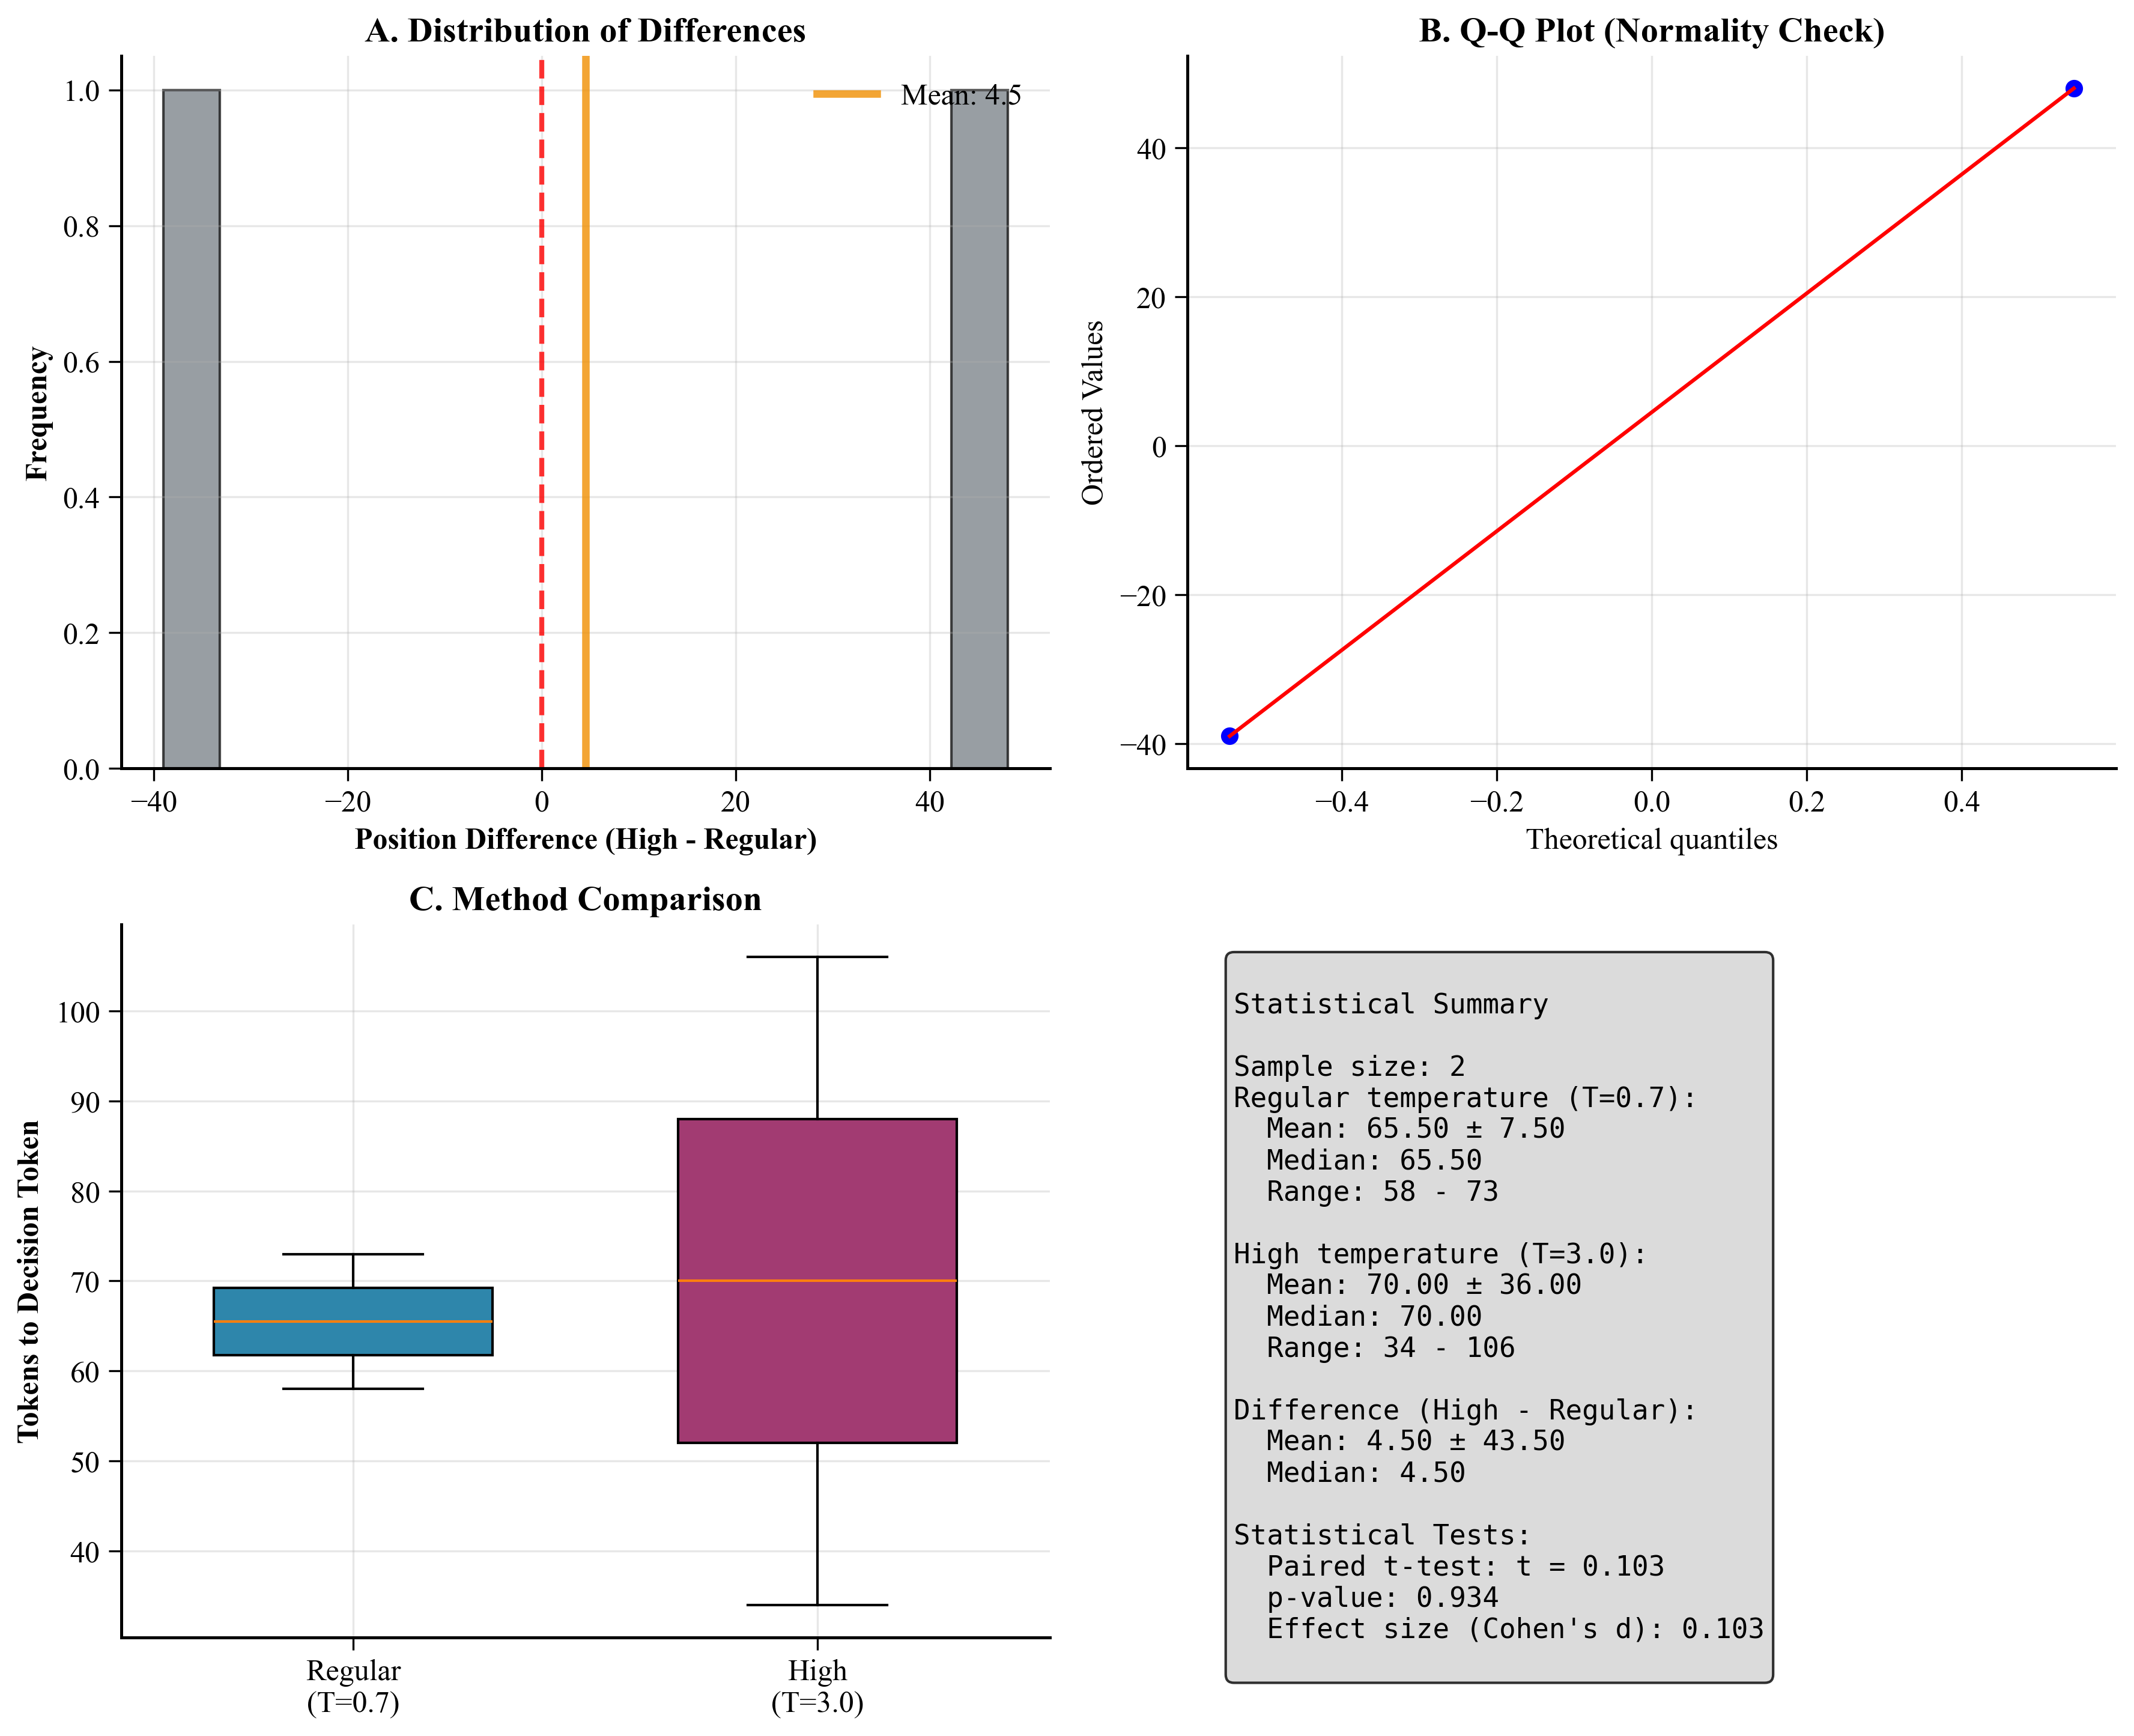 A. Distribution of Differences
Mean: 4.5
Frequency
1.0
0.8
0.6
0.4
0.2
0.0
−40 −20 0 20 40
Position Difference (High - Regular)
B. Q-Q Plot (Normality Check)
Ordered Values
40
20
0
−20
−40
−0.4 −0.2 0.0 0.2 0.4
Theoretical quantiles
C. Method Comparison
Tokens to Decision Token
100
90
80
70
60
50
40
Regular
(T=0.7)
High
(T=3.0)
Statistical Summary
Sample size: 2
Regular temperature (T=0.7):
Mean: 65.50 ± 7.50
Median: 65.50
Range: 58 - 73
High temperature (T=3.0):
Mean: 70.00 ± 36.00
Median: 70.00
Range: 34 - 106
Difference (High - Regular):
Mean: 4.50 ± 43.50
Median: 4.50
Statistical Tests:
Paired t-test: t = 0.103
p-value: 0.934
Effect size (Cohen's d): 0.103